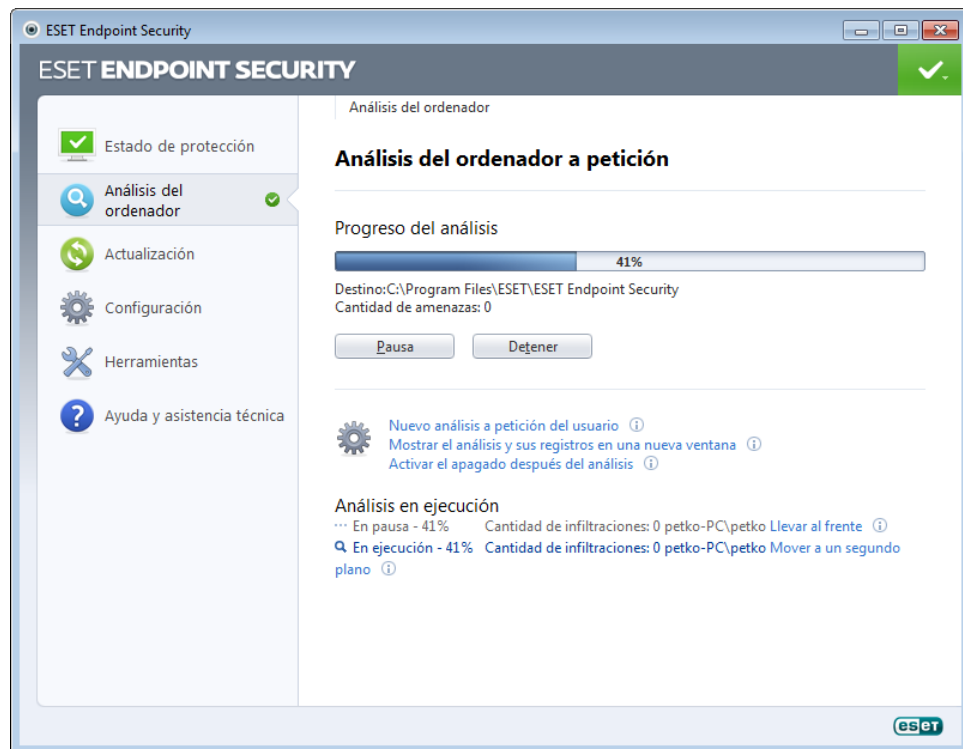 ESET Endpoint Security
ESET ENDPOINT SECURITY
Estado de protección
Análisis del
ordenador
Actualización
Configuración
Herramientas
Ayuda y asistencia técnica
Análisis del ordenador
Análisis del ordenador a petición
Progreso del análisis
41%
Destino:C:\Program Files\ESET\ESET Endpoint Security
Cantidad de amenazas: 0
Pausa Detener
Nuevo análisis a petición del usuario
Mostrar el análisis y sus registros en una nueva ventana
Activar el apagado después del análisis
Análisis en ejecución
··· En pausa - 41% Cantidad de infiltraciones: 0 petko-PC\petko Llevar al frente
En ejecución - 41% Cantidad de infiltraciones: 0 petko-PC\petko Mover a un segundo
plano
eset